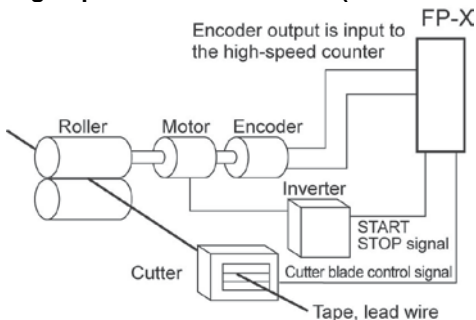 Encoder output is input to
the high-speed counter
FP-X
Roller
Motor
Encoder
Inverter
START
STOP signal
Cutter
Cutter blade control signal
Tape, lead wire